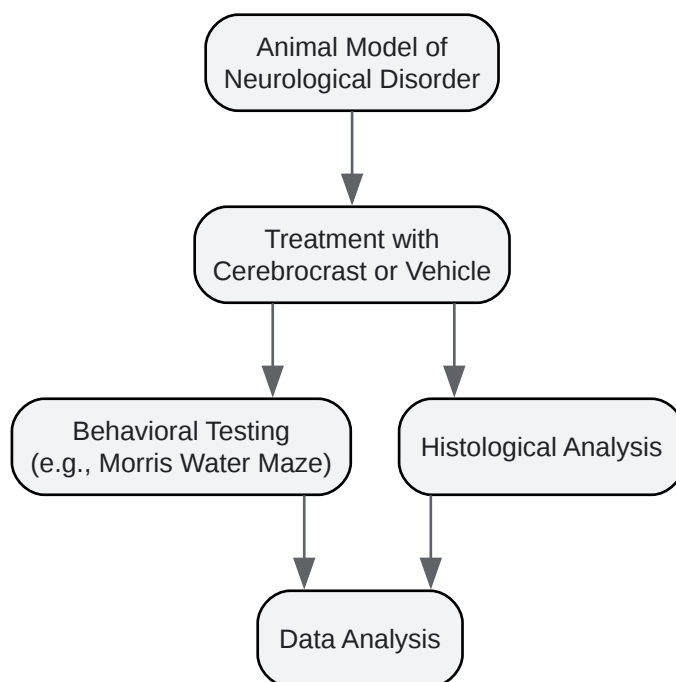 Animal Model of
Neurological Disorder
Treatment with
Cerebrocrast or Vehicle
Behavioral Testing
(e.g., Morris Water Maze)
Histological Analysis
Data Analysis